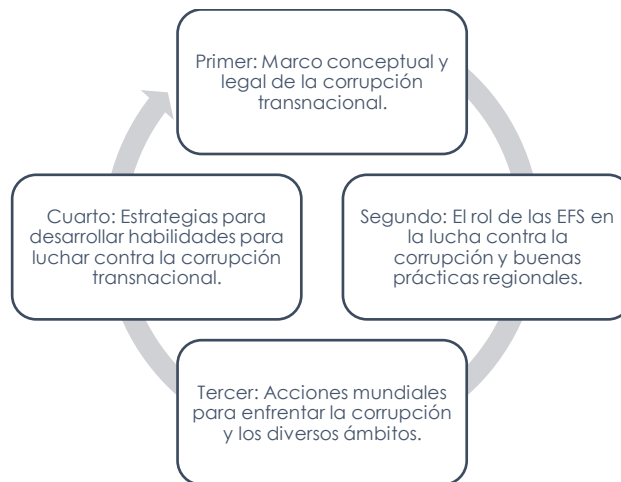 Primer: Marco conceptual y
legal de la corrupción
transnacional.
Segundo: El rol de las EFS en
la lucha contra la
corrupción y buenas
prácticas regionales.
Tercer: Acciones mundiales
para enfrentar la corrupción
y los diversos ámbitos.
Cuarto: Estrategias para
desarrollar habilidades para
luchar contra la corrupción
transnacional.